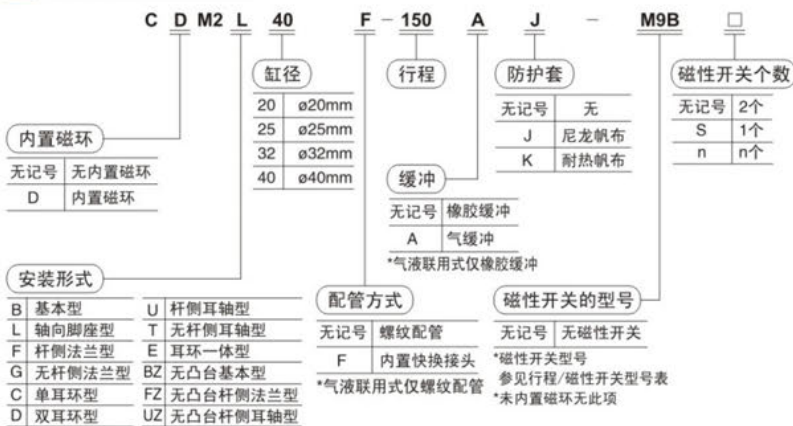 C D M2 L 40 F - 150 A J - M9B □
缸径
20 ø20mm
25 ø25mm
32 ø32mm
40 ø40mm
行程
防护套
无记号 无
J 尼龙帆布
K 耐热帆布
磁性开关个数
无记号 2个
S 1个
n n个
内置磁环
无记号 无内置磁环
D 内置磁环
缓冲
无记号 橡胶缓冲
A 气缓冲
*气液联用式仅橡胶缓冲
安装形式
B 基本型
L 轴向脚座型
F 杆侧法兰型
G 无杆侧法兰型
C 单耳环型
D 双耳环型
U 杆侧耳轴型
T 无杆侧耳轴型
E 耳环一体型
BZ 无凸台基本型
FZ 无凸台杆侧法兰型
UZ 无凸台杆侧耳轴型
配管方式
无记号 螺纹配管
F 内置快换接头
*气液联用式仅螺纹配管
磁性开关的型号
无记号 无磁性开关
*磁性开关型号
参见行程/磁性开关型号表
*未内置磁环无此项